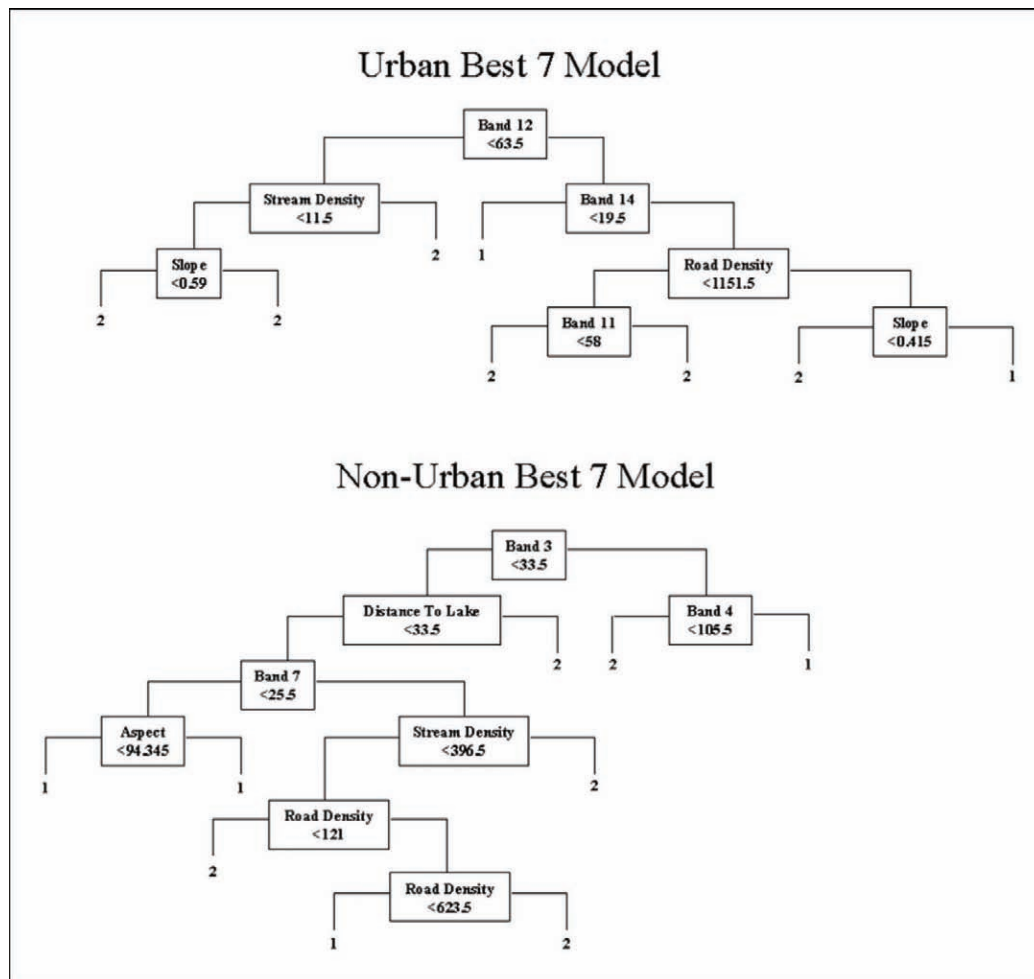 Urban Best 7 Model
Band 12
<63.5
Stream Density
<11.5
Band 14
<19.5
2
1
Slope
<0.59
Road Density
<1151.5
2
2
Band 11
<58
Slope
<0.415
2
2
2
1
Non-Urban Best 7 Model
Band 3
<33.5
Distance To Lake
<33.5
Band 4
<105.5
2
2
1
Band 7
<25.5
Aspect
<94.345
Stream Density
<396.5
1
1
2
Road Density
<121
2
Road Density
<623.5
1
2